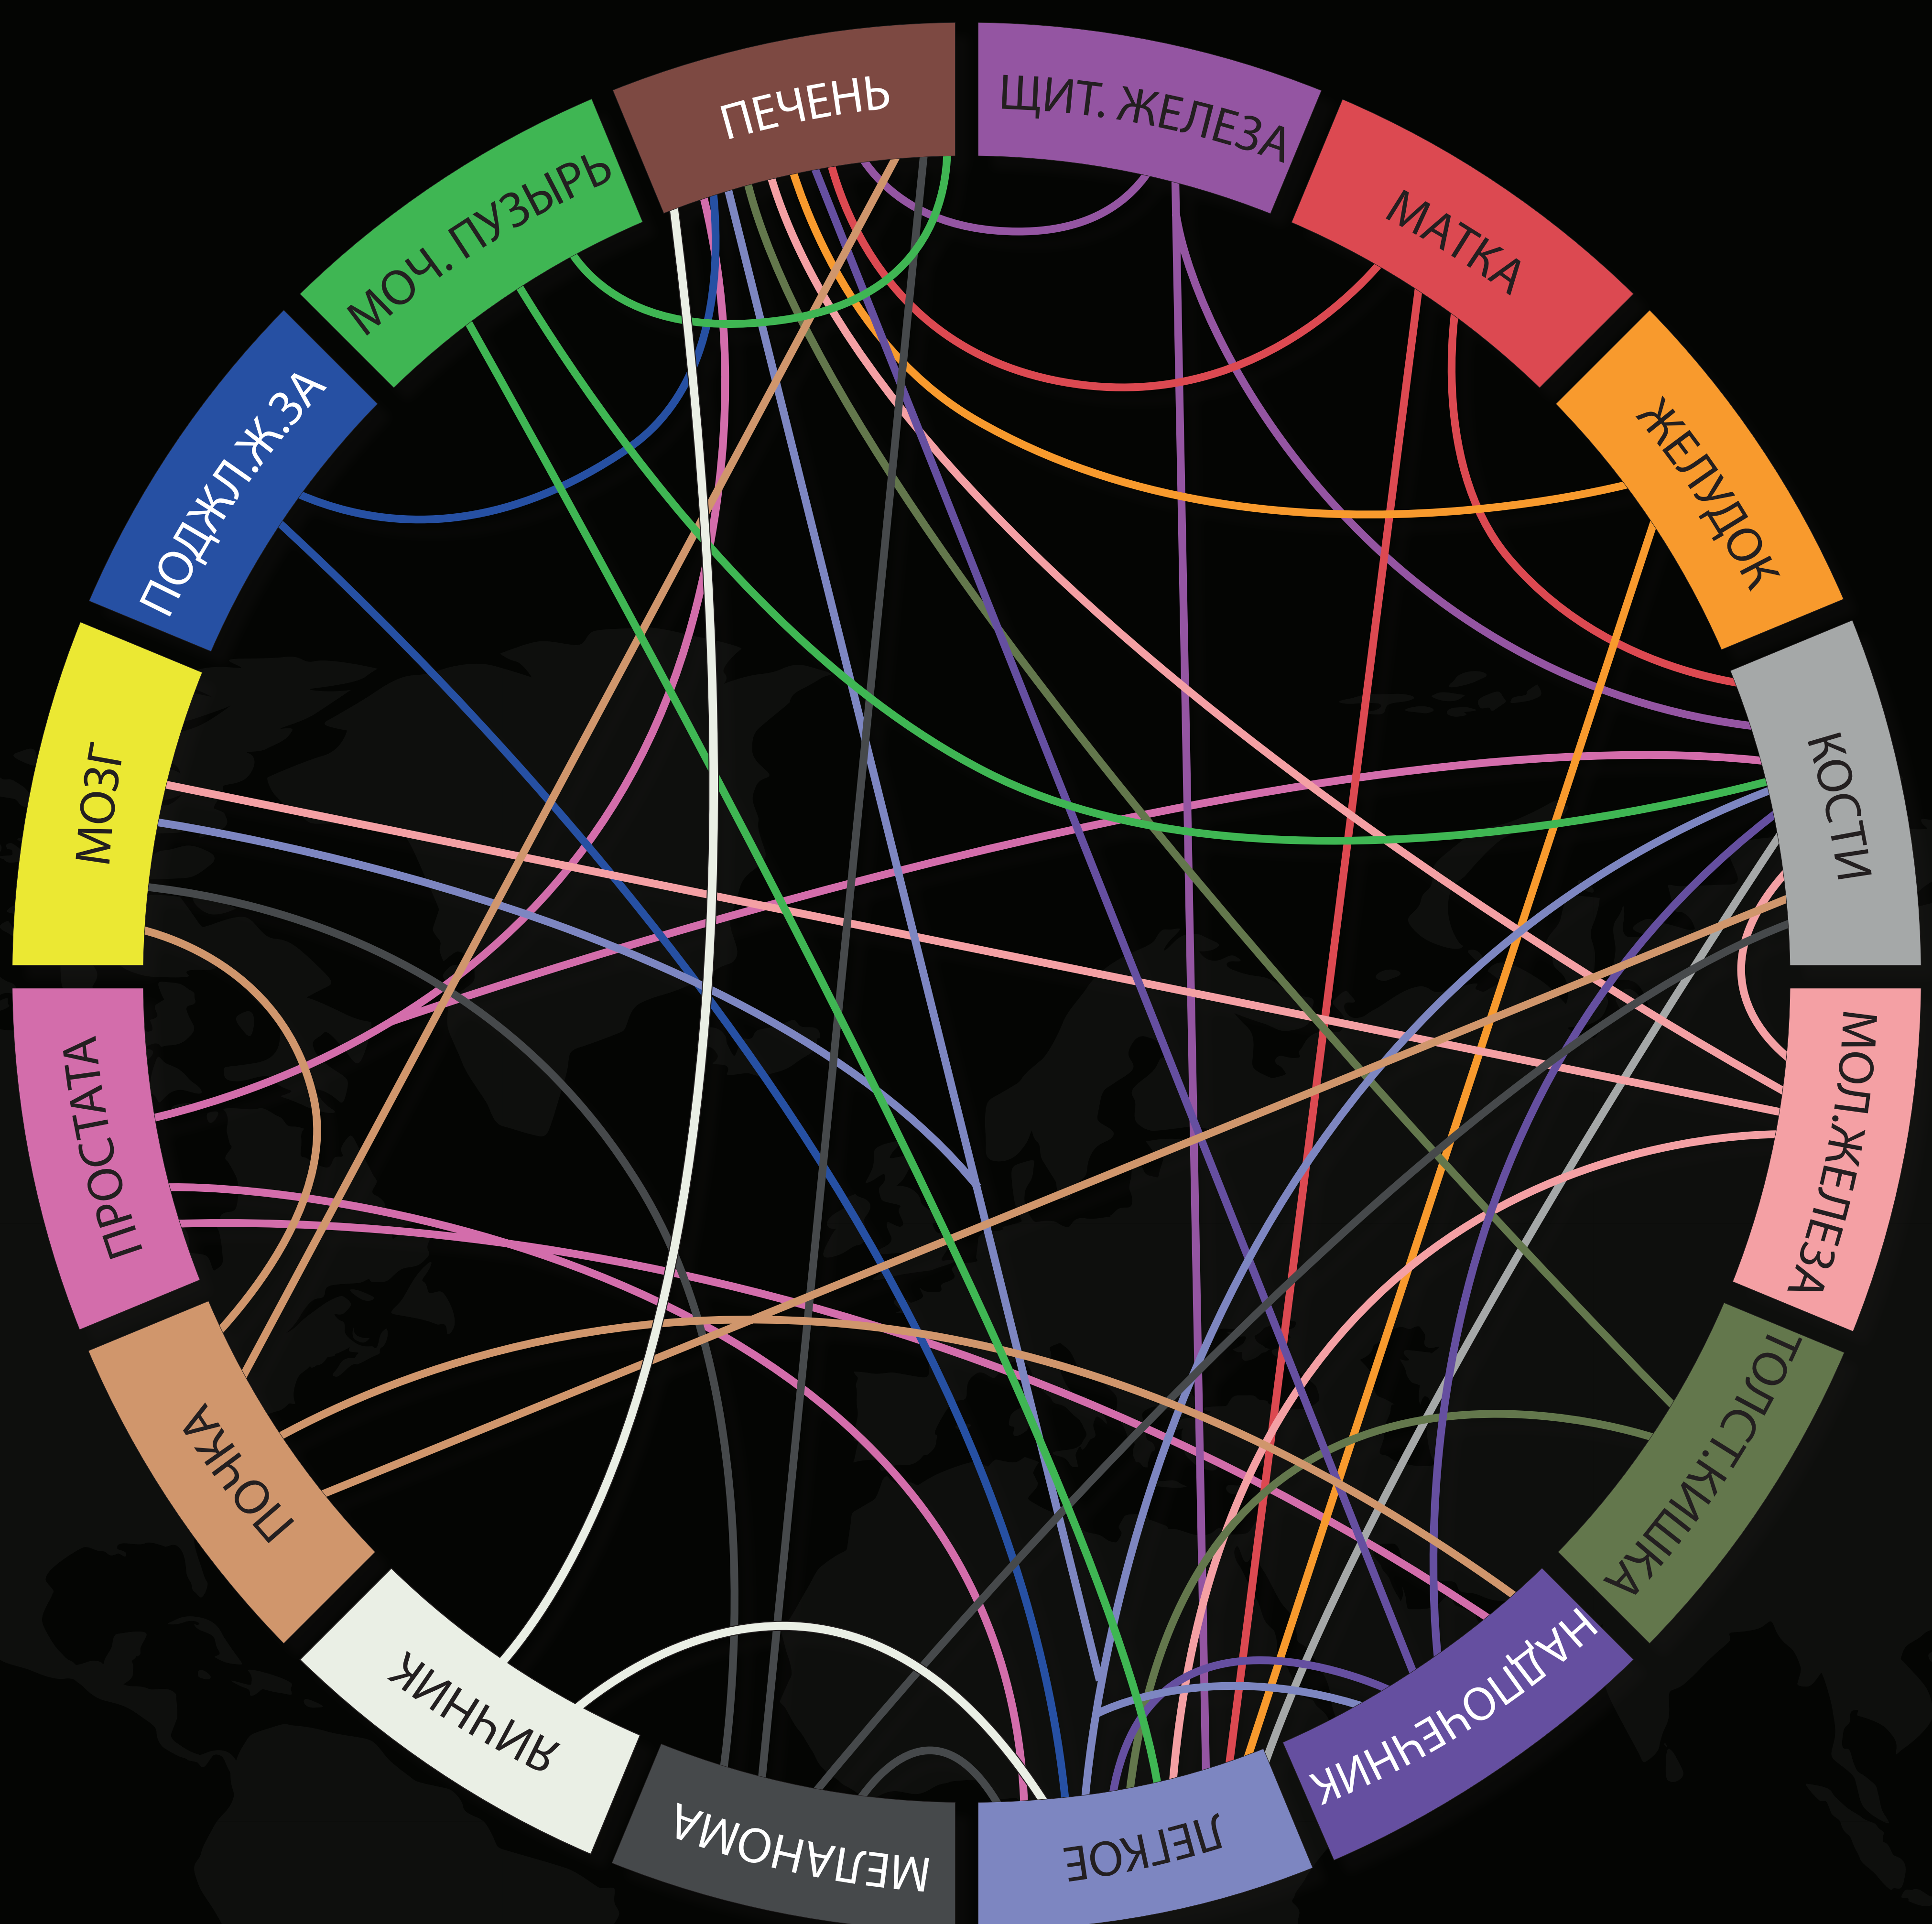 ПЕЧЕНЬ
ЩИТ. ЖЕЛЕЗА
МАТКА
ЖЕЛУДОК
КОСТИ
МОЛ.ЖЕЛЕЗА
ТОЛСТ.КИШКА
НАДПОЧЕЧНИК
ЛЕГКОЕ
МЕЛАНОМА
ЯИЧНИК
ПОЧКА
ПРОСТАТА
МОЗГ
ПОДЖЛ.Ж.ЗА
МОЧ. ПУЗЫРЬ